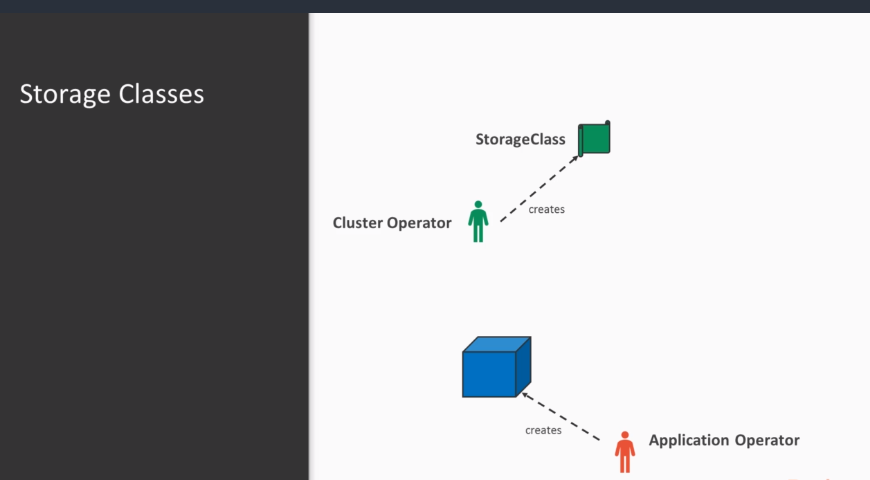 Storage Classes
StorageClass
creates
Cluster Operator
creates
Application Operator